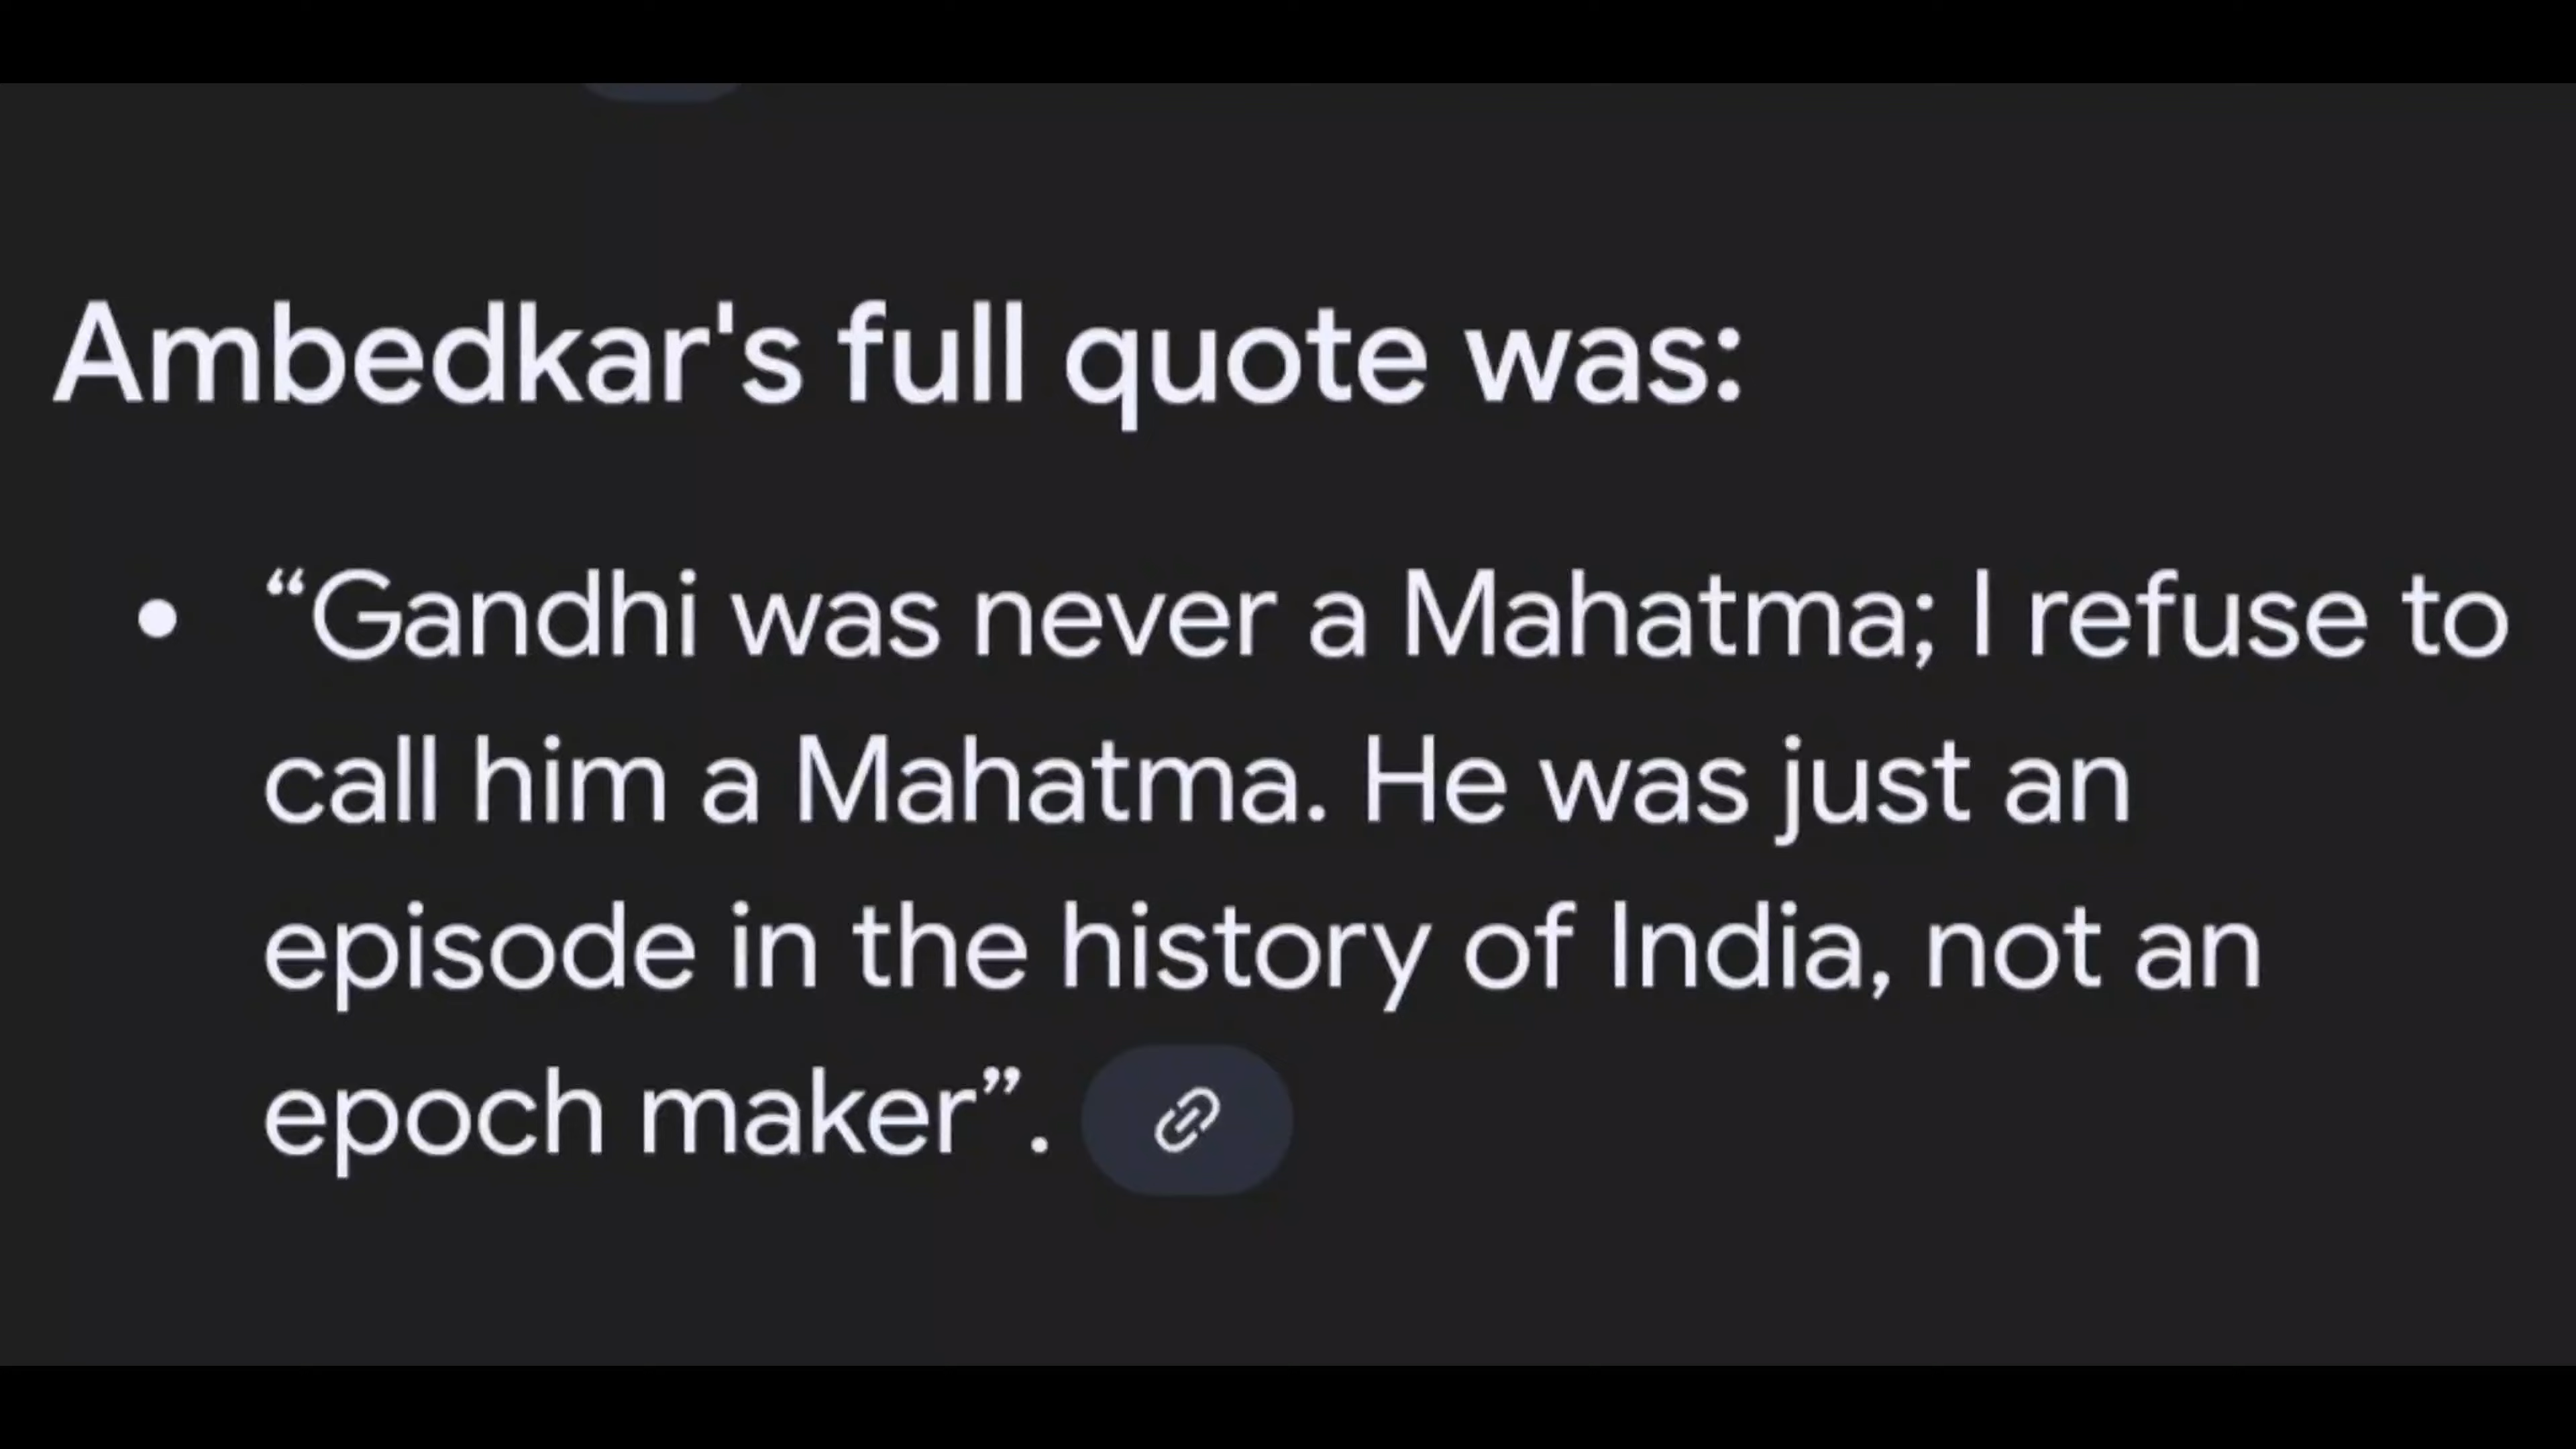 Ambedkar's full quote was:
• “Gandhi was never a Mahatma; I refuse to
call him a Mahatma. He was just an
episode in the history of India, not an
epoch maker”.